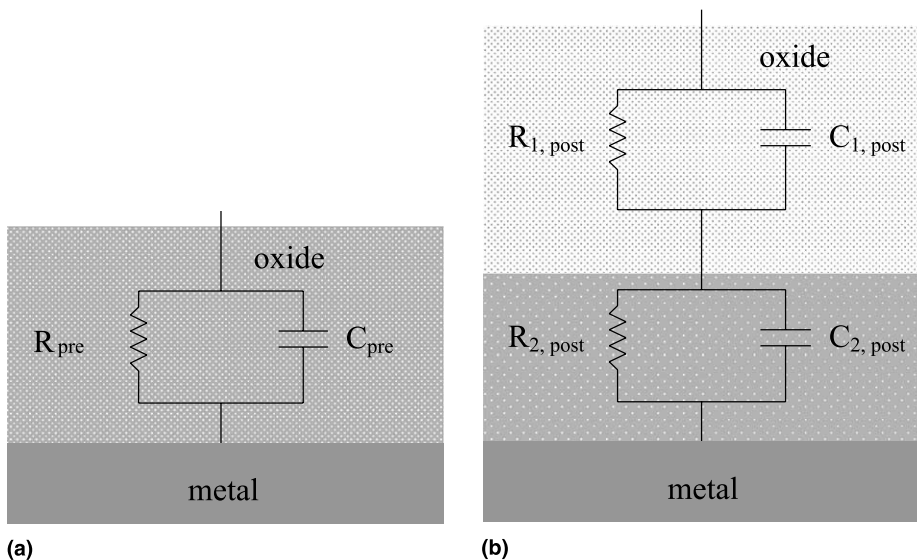 oxide
R pre
C pre
metal
(a)
oxide
R1, post
C1, post
R2, post
C2, post
metal
(b)